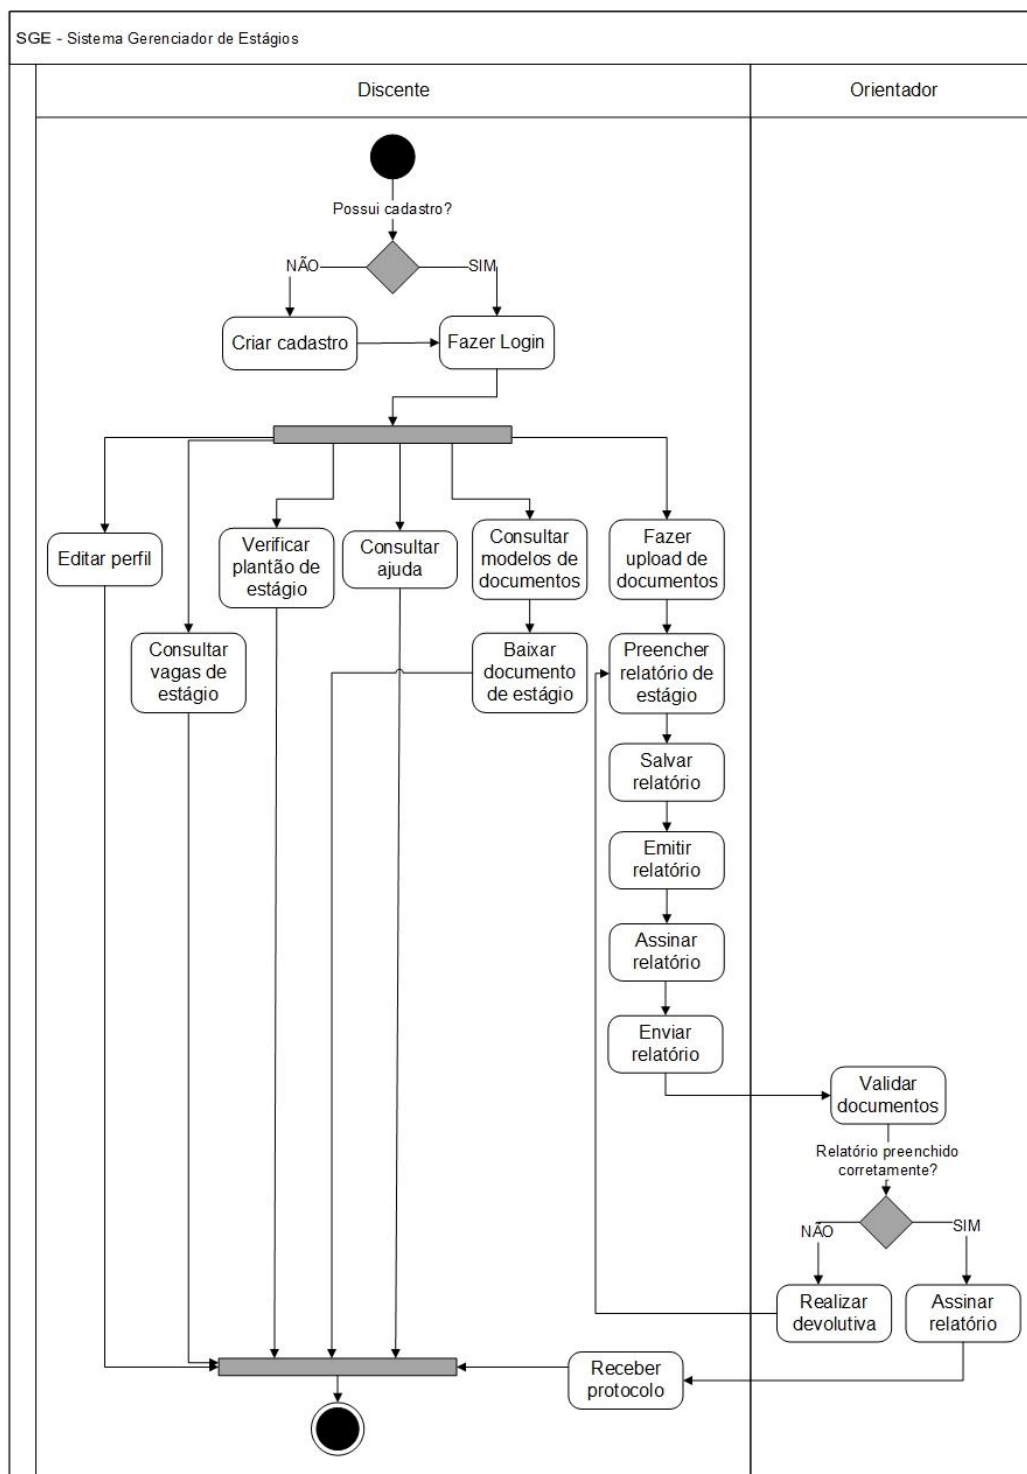 SGE - Sistema Gerenciador de Estágios
Discente
Orientador
Possui cadastro?
NÃO
SIM
Criar cadastro
Fazer Login
Editar perfil
Consultar
vagas de
estágio
Verificar
plantão de
estágio
Consultar
ajuda
Consultar
modelos de
documentos
Baixar
documento
de estágio
Fazer
upload de
documentos
Preencher
relatório de
estágio
Salvar
relatório
Emitir
relatório
Assinar
relatório
Enviar
relatório
Validar
documentos
Relatório preenchido
corretamente?
NÃO
SIM
Realizar
devolutiva
Assinar
relatório
Receber
protocolo